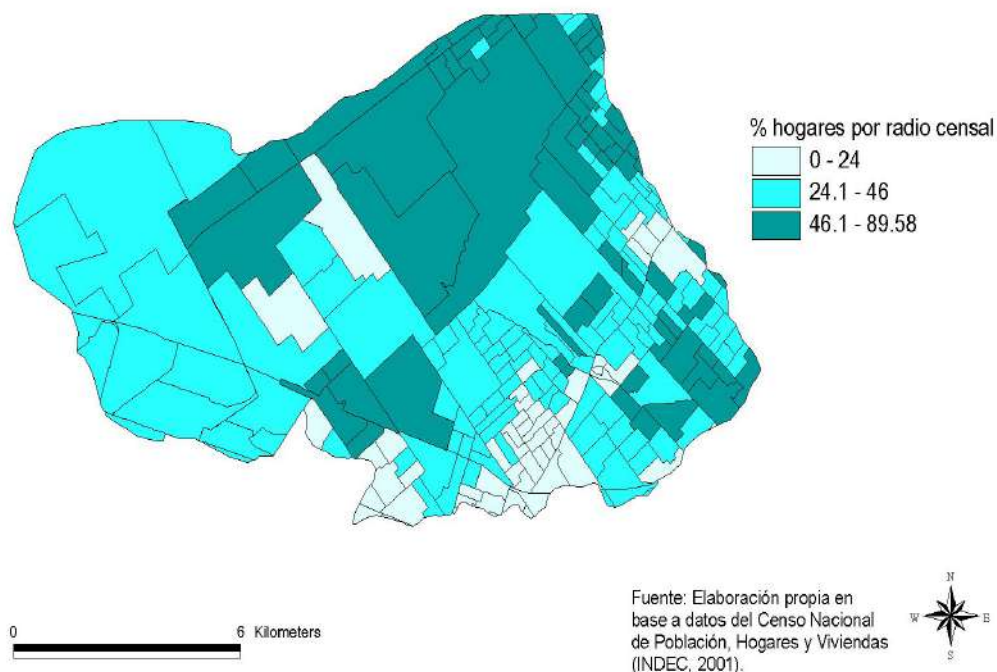 % hogares por radio censal
0 - 24
24.1 - 46
46.1 - 89.58
0 6 Kilometers
Fuente: Elaboración propia en
base a datos del Censo Nacional
de Población, Hogares y Viviendas
(INDEC, 2001).
N
W E
S